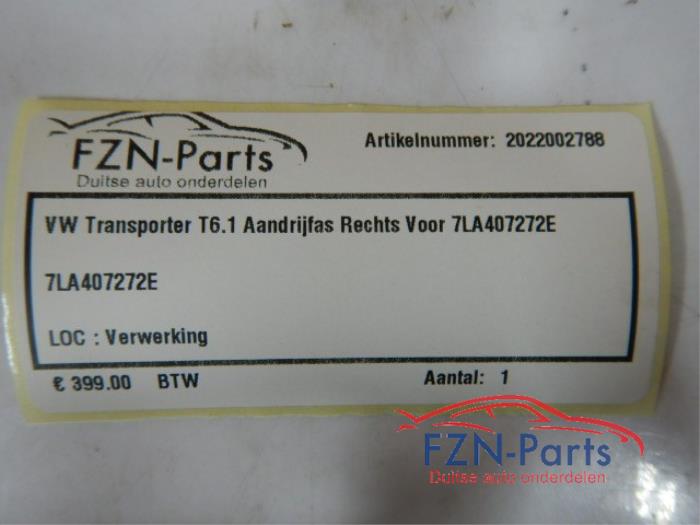 FZN-Parts
Duitse auto onderdelen
Artikelnummer: 2022002788
VW Transporter T6.1 Aandrijfas Rechts Voor 7LA407272E
7LA407272E
LOC : Verwerking
€ 399.00 BTW
Aantal: 1
FZN-Parts
Duitse auto onderdelen